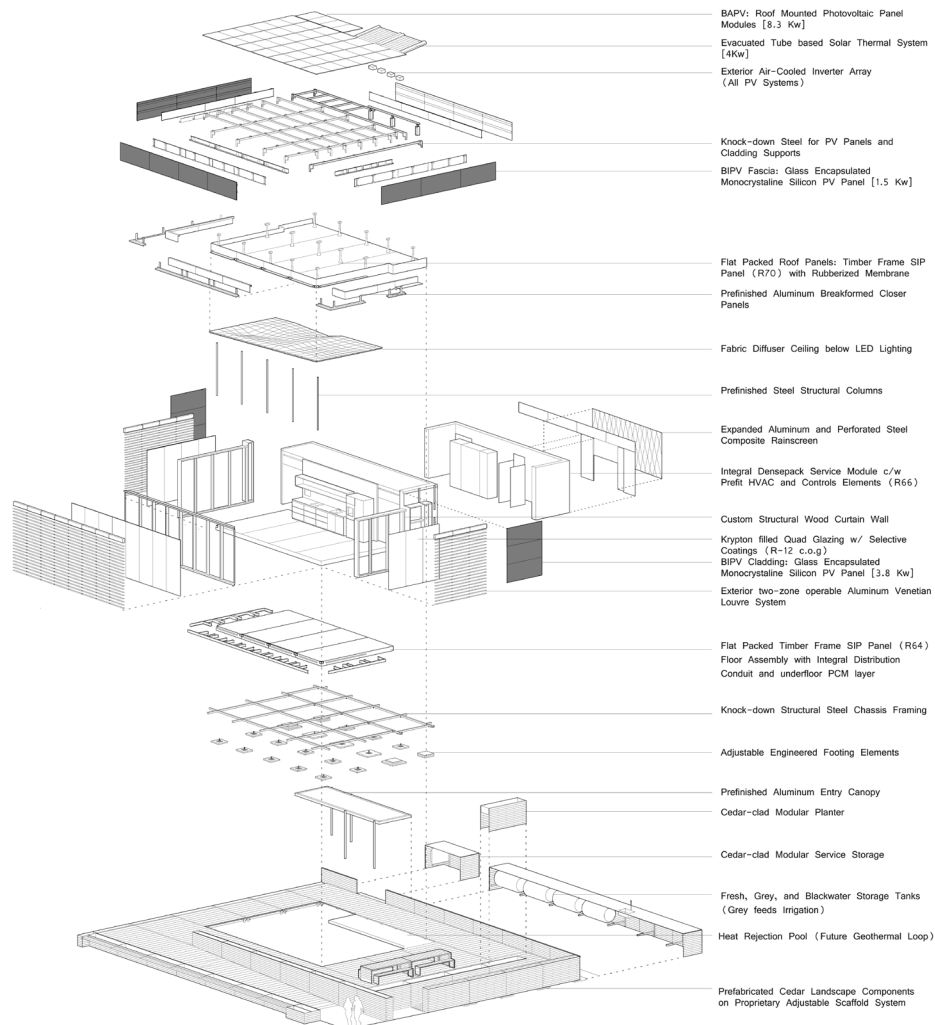 BAPV: Roof Mounted Photovoltaic Panel
Modules [8.3 Kw]
Evacuated Tube based Solar Thermal System
[4Kw]
Exterior Air-Cooled Inverter Array
(All PV Systems)
Knock-down Steel for PV Panels and
Cladding Supports
BIPV Fascia: Glass Encapsulated
Monocrystaline Silicon PV Panel [1.5 Kw]
Flat Packed Roof Panels: Timber Frame SIP
Panel (R70) with Rubberized Membrane
Prefinished Aluminum Breakformed Closer
Panels
Fabric Diffuser Ceiling below LED Lighting
Prefinished Steel Structural Columns
Expanded Aluminum and Perforated Steel
Composite Rainscreen
Integral Densepack Service Module c/w
Prefit HVAC and Controls Elements (R66)
Custom Structural Wood Curtain Wall
Krypton filled Quad Glazing w/ Selective
Coatings (R-12 c.o.g)
BIPV Cladding: Glass Encapsulated
Monocrystaline Silicon PV Panel [3.8 Kw]
Exterior two-zone operable Aluminum Venetian
Louvre System
Flat Packed Timber Frame SIP Panel (R64)
Floor Assembly with Integral Distribution
Conduit and underfloor PCM layer
Knock-down Structural Steel Chassis Framing
Adjustable Engineered Footing Elements
Prefinished Aluminum Entry Canopy
Cedar-clad Modular Planter
Cedar-clad Modular Service Storage
Fresh, Grey, and Blackwater Storage Tanks
(Grey feeds Irrigation)
Heat Rejection Pool (Future Geothermal Loop)
Prefabricated Cedar Landscape Components
on Proprietary Adjustable Scaffold System